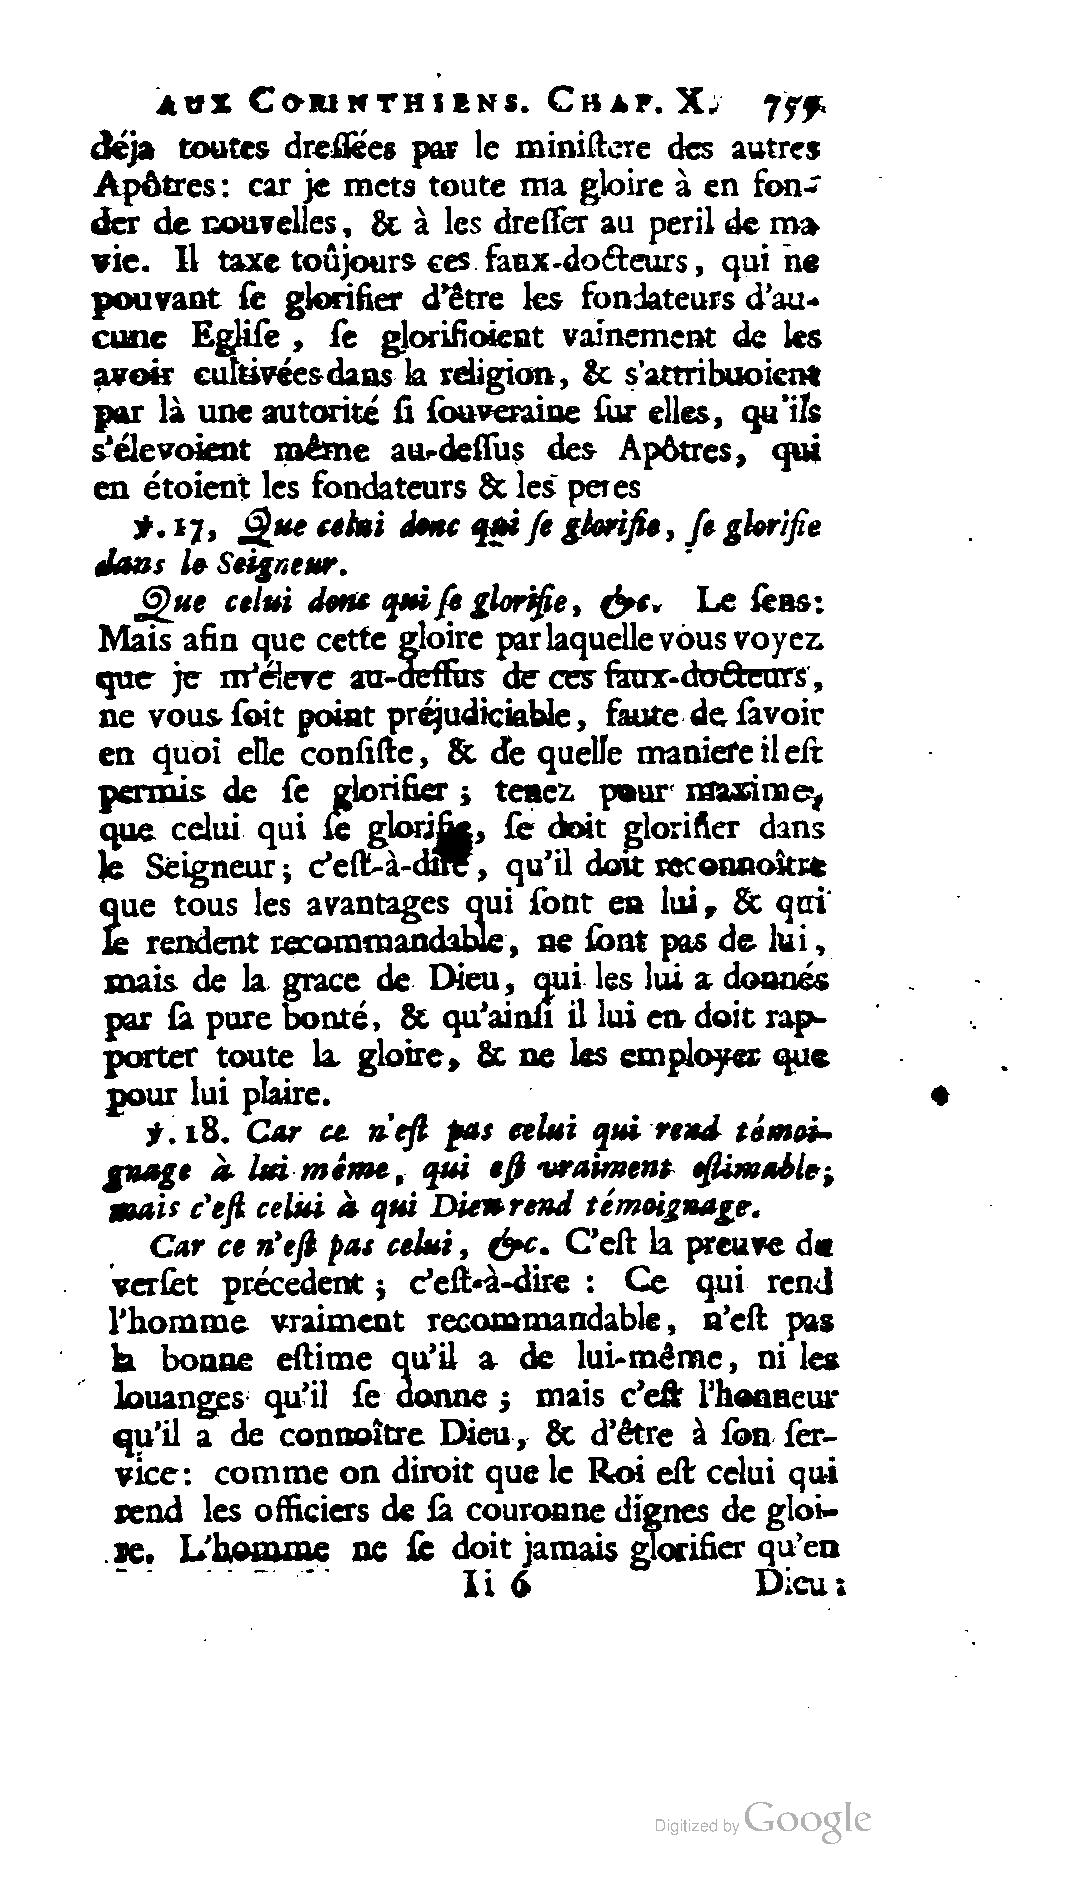 AUX CORINTHIENS. CHAP. X.
déja toutes dreſſées par le miniſtere des autres
Apôtres: car je mets toute ma gloire à en fon-
der de nouvelles, & à les dreſſer au peril de ma
vie. Il taxe toûjours ces faux-docteurs, qui ne
pouvant ſe glorifier d'être les fondateurs d'au-
cune Egliſe, ſe glorifioient vainement de les
avoir cultivées dans la religion, & s'attribuoient
par là une autorité ſi ſouveraine ſur elles, qu'ils
s'élevoient même au-deſſus des Apôtres, qui
en étoient les fondateurs & les peres
℣. 17, Que celui donc qui ſe glorifie, ſe glorifie
dans le Seigneur.
Que celui donc qui ſe glorifie, &c. Le ſens:
Mais afin que cette gloire par laquelle vous voyez
que je m'éleve au-deſſus de ces faux-docteurs,
ne vous ſoit point préjudiciable, faute de ſavoir
en quoi elle conſiſte, & de quelle maniere il eſt
permis de ſe glorifier; tenez pour maxime,
que celui qui ſe glorifie, ſe doit glorifier dans
le Seigneur; c'eſt-à-dire, qu'il doit reconnoître
que tous les avantages qui ſont en lui, & qui
le rendent recommandable, ne ſont pas de lui,
mais de la grace de Dieu, qui les lui a donnés
par ſa pure bonté, & qu'ainſi il lui en doit rap-
porter toute la gloire, & ne les employer que
pour lui plaire.
℣. 18. Car ce n'eſt pas celui qui rend témoi-
gnage à lui même, qui eſt vraiment eſtimable;
mais c'eſt celui à qui Dieu rend témoignage.
Car ce n'eſt pas celui, &c. C'eſt la preuve du
verſet précedent; c'eſt-à-dire : Ce qui rend
l'homme vraiment recommandable, n'eſt pas
la bonne eſtime qu'il a de lui-même, ni les
louanges qu'il ſe donne; mais c'eſt l'honneur
qu'il a de connoître Dieu, & d'être à ſon ſer-
vice: comme on diroit que le Roi eſt celui qui
rend les officiers de ſa couronne dignes de gloi-
re. L'homme ne ſe doit jamais glorifier qu'en
Ii 6 Dieu:
Digitized by Google